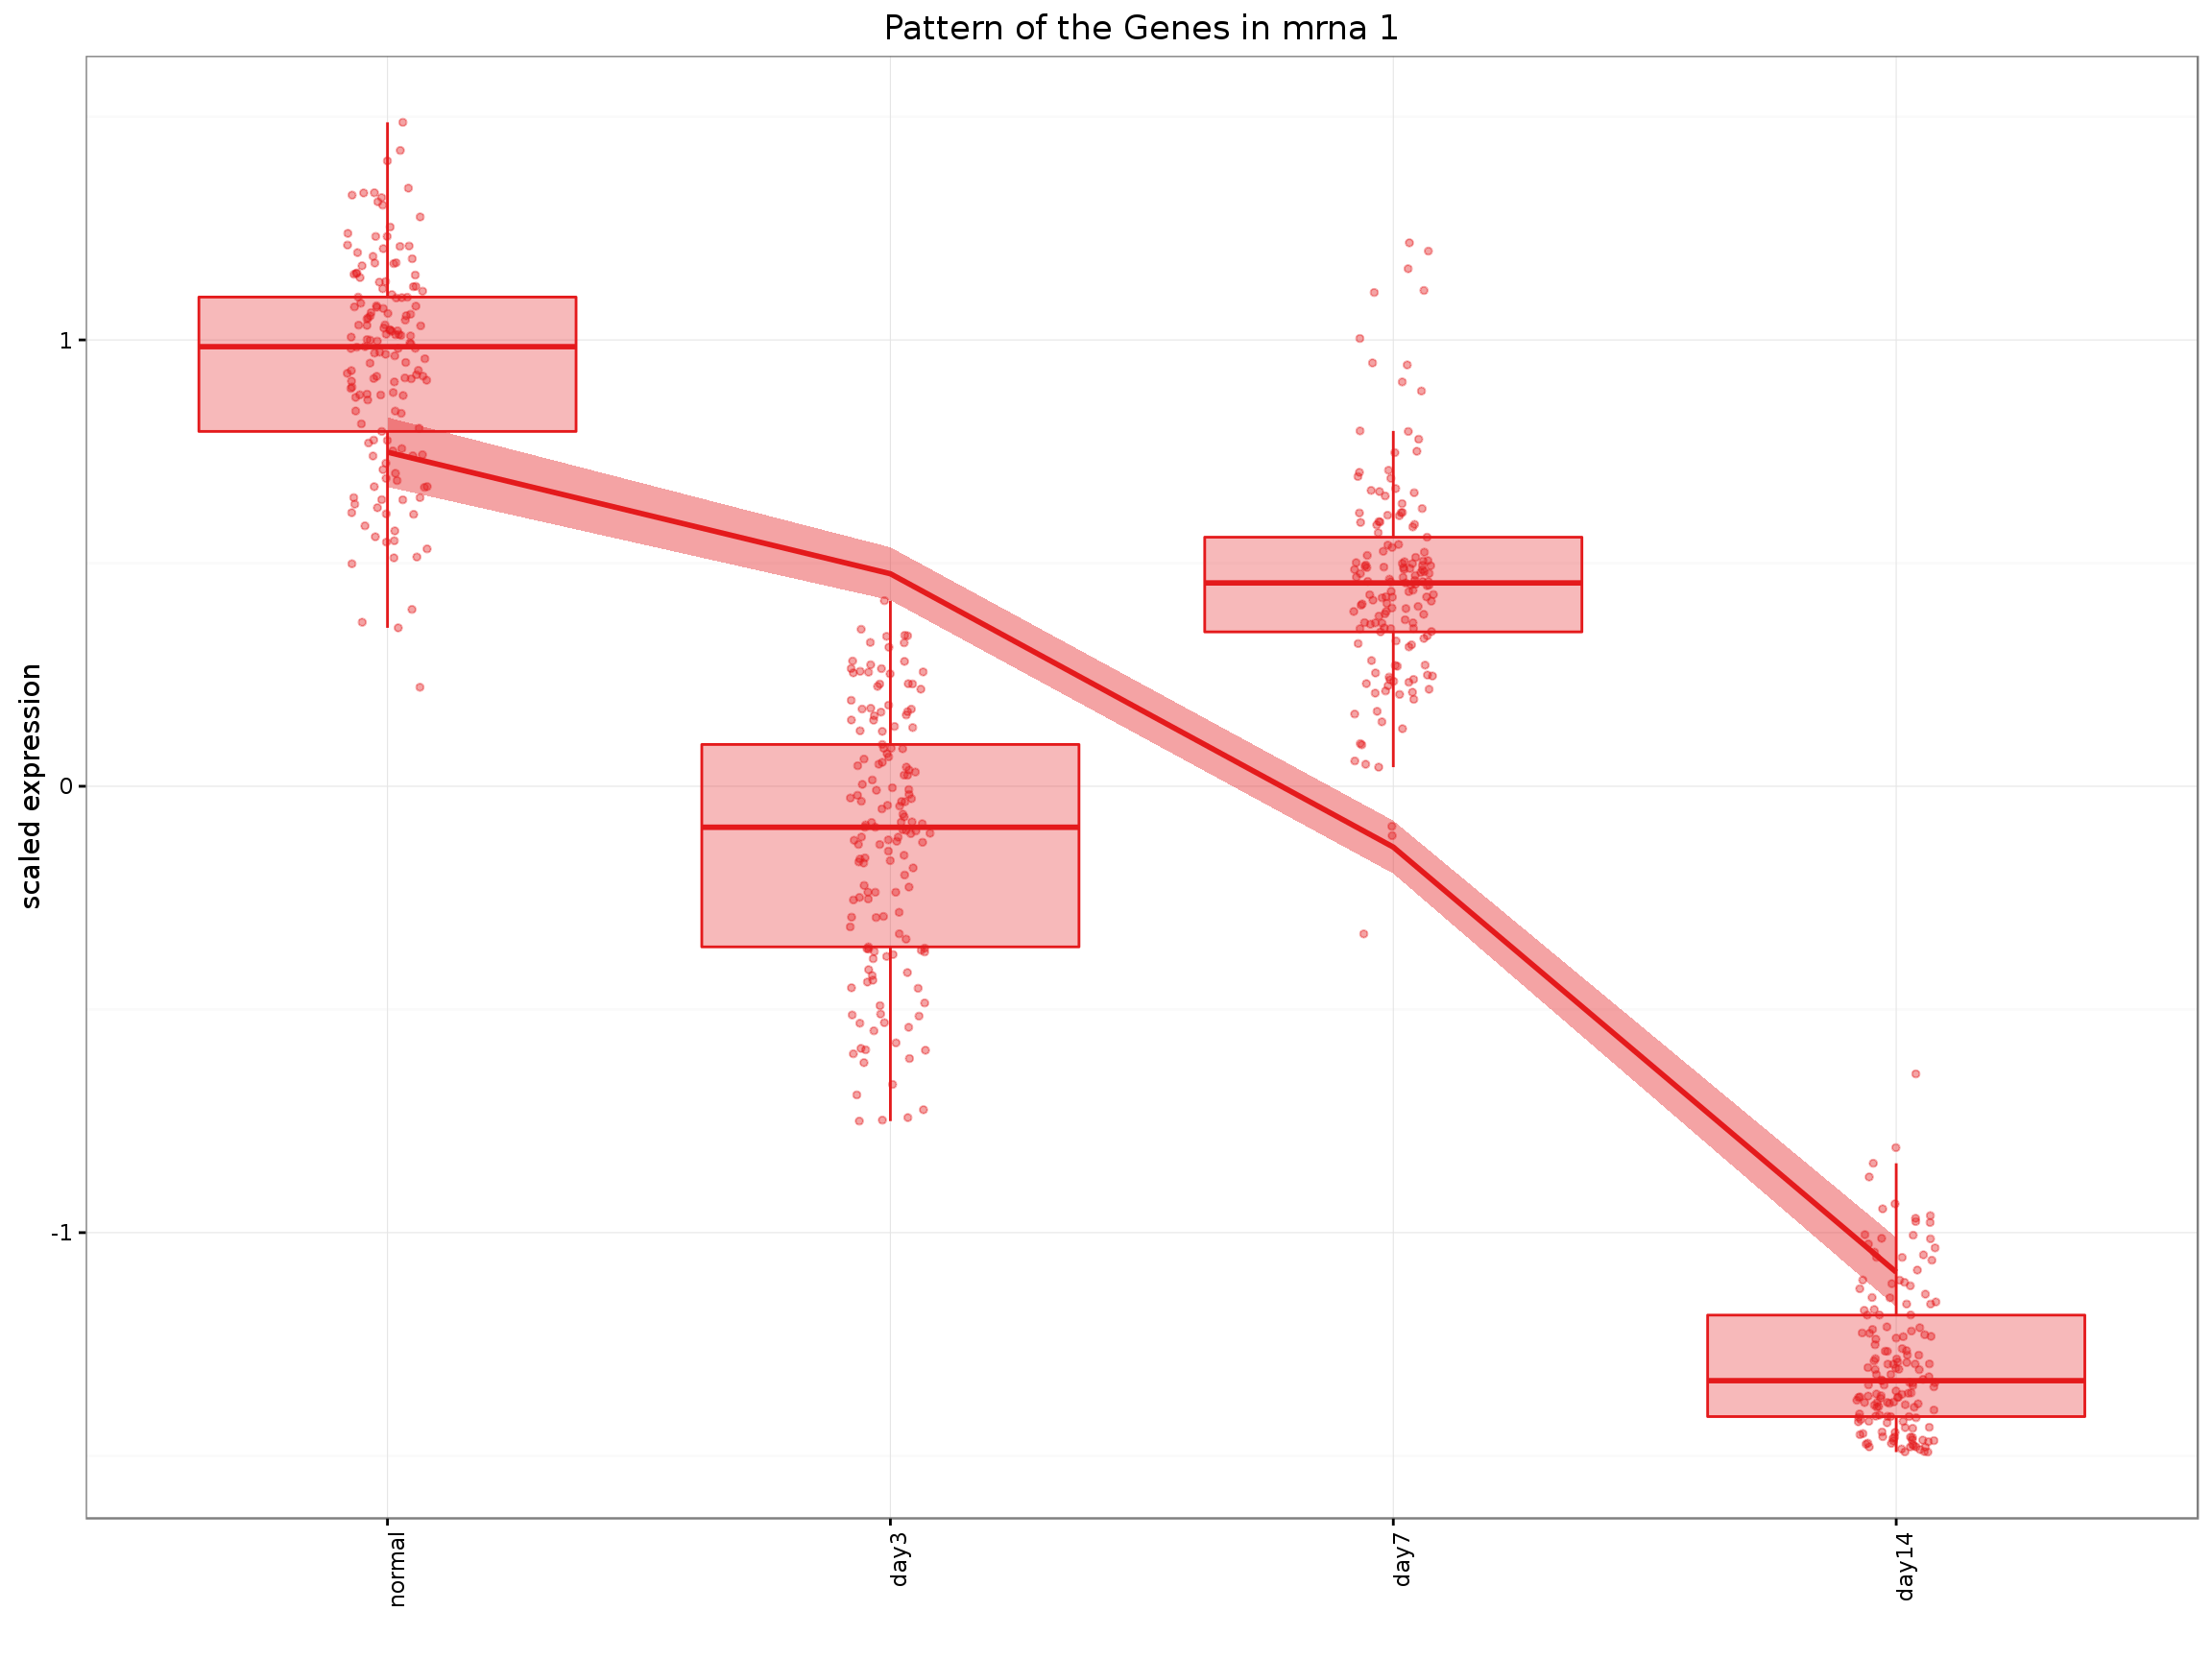 Pattern of the Genes in mrna 1
scaled expression
1
0
-1
normal
day3
day7
day14